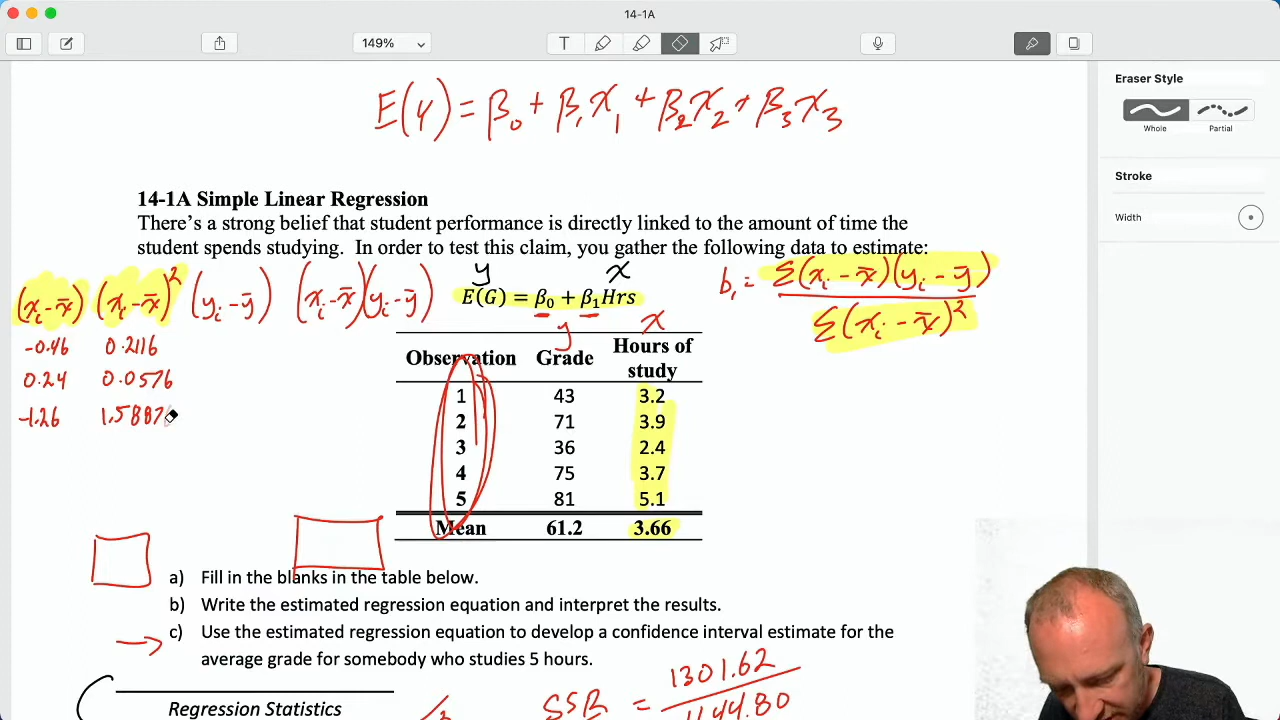 14-1A
149%
Eraser Style
Whole Partial
Stroke
Width
E(y) = β₀ + β₁x₁ + β₂x₂ + β₃x₃
14-1A Simple Linear Regression
There's a strong belief that student performance is directly linked to the amount of time the
student spends studying. In order to test this claim, you gather the following data to estimate:
y x
(xᵢ - x̄) (xᵢ - x̄)² (yᵢ - ȳ) (xᵢ - x̄)(yᵢ - ȳ)
E(G) = β₀ + β₁Hrs
b₁ = Σ(xᵢ - x̄)(yᵢ - ȳ)
Σ(xᵢ - x̄)²
y x
Observation Grade Hours of study
1 43 3.2
2 71 3.9
3 36 2.4
4 75 3.7
5 81 5.1
Mean 61.2 3.66
-0.46 0.2116
0.24 0.0576
-1.26 1.5887
a) Fill in the blanks in the table below.
b) Write the estimated regression equation and interpret the results.
c) Use the estimated regression equation to develop a confidence interval estimate for the
average grade for somebody who studies 5 hours.
Regression Statistics
SSR = 1301.62
1144.80